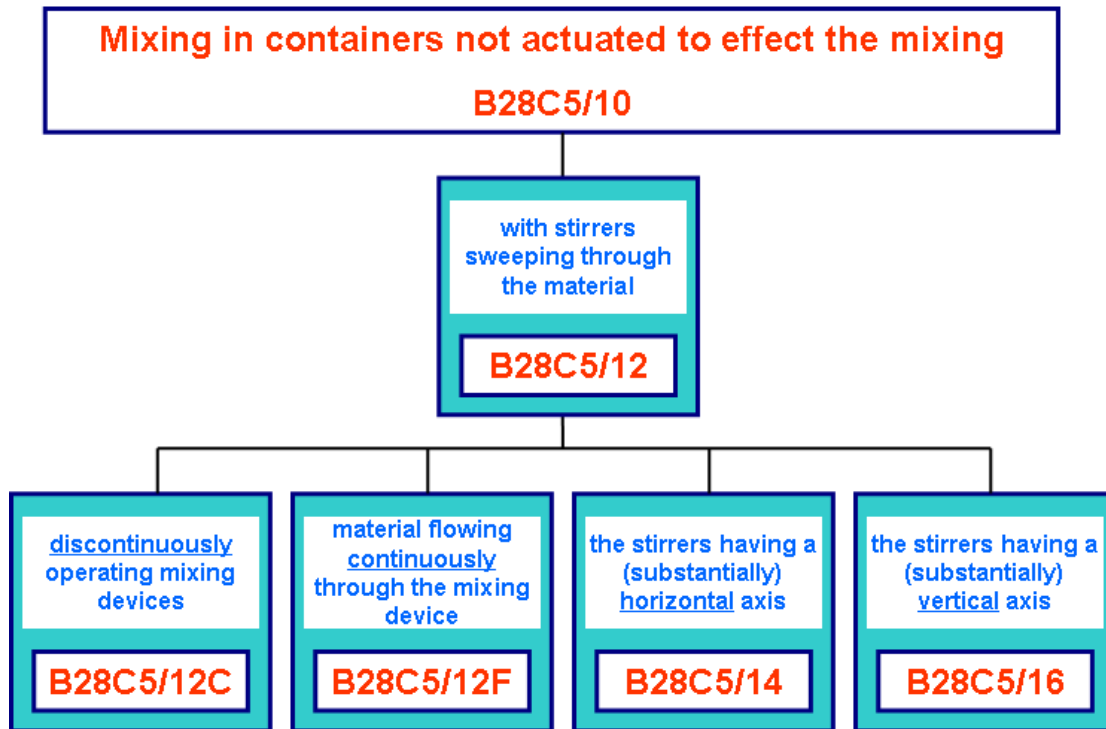 Mixing in containers not actuated to effect the mixing
B28C5/10
with stirrers
sweeping through
the material
B28C5/12
discontinuously
operating mixing
devices
B28C5/12C
material flowing
continuously
through the mixing
device
B28C5/12F
the stirrers having a
(substantially)
horizontal axis
B28C5/14
the stirrers having a
(substantially)
vertical axis
B28C5/16